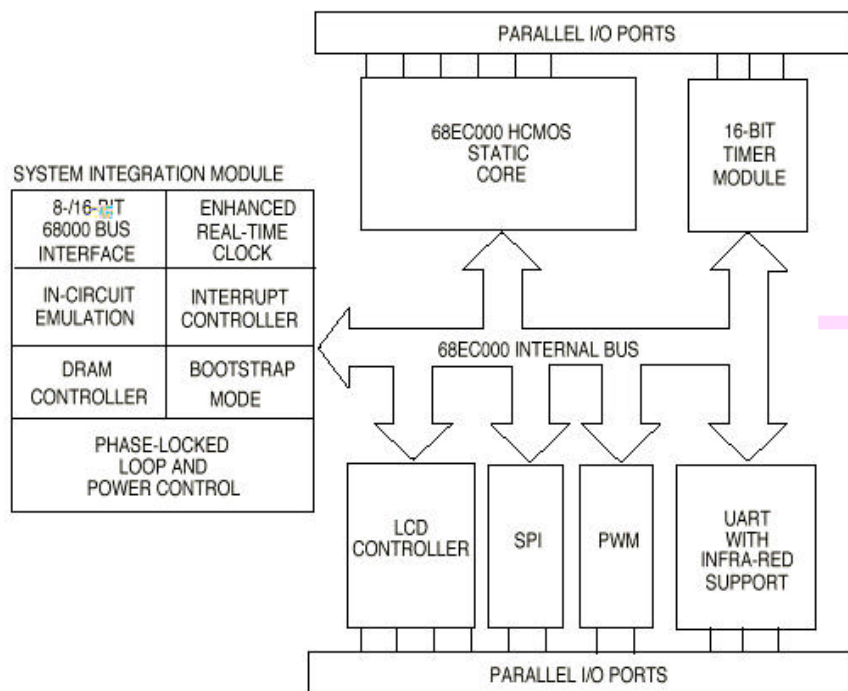 PARALLEL I/O PORTS
68EC000 HCMOS
STATIC
CORE
16-BIT
TIMER
MODULE
SYSTEM INTEGRATION MODULE
8-/16-BIT
68000 BUS
INTERFACE
ENHANCED
REAL-TIME
CLOCK
IN-CIRCUIT
EMULATION
INTERRUPT
CONTROLLER
68EC000 INTERNAL BUS
DRAM
CONTROLLER
BOOTSTRAP
MODE
PHASE-LOCKED
LOOP AND
POWER CONTROL
LCD
CONTROLLER
SPI
PWM
UART
WITH
INFRA-RED
SUPPORT
PARALLEL I/O PORTS